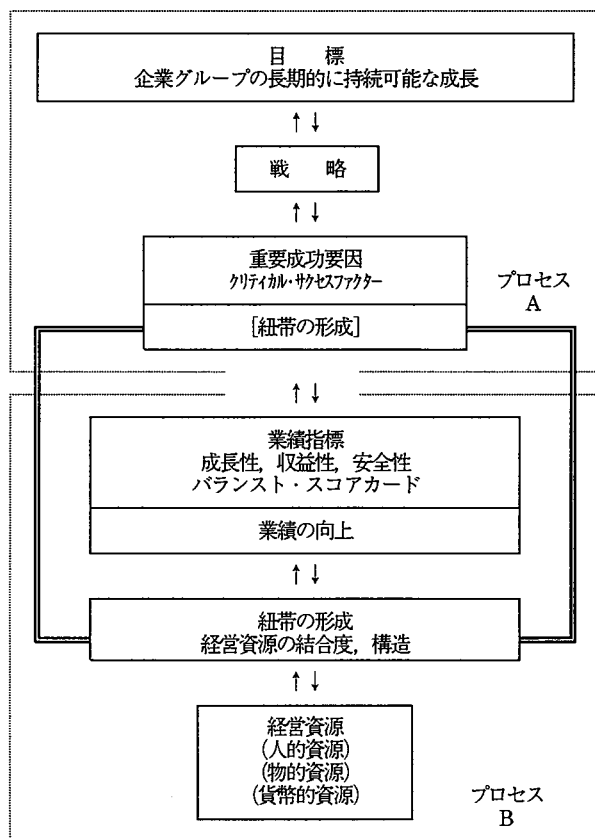 目 標
企業グループの長期的に持続可能な成長
↑ ↓
戦 略
↑ ↓
重要成功要因
クリティカル・サクセスファクター
[紐帯の形成]
プロセス
A
↑ ↓
業績指標
成長性, 収益性, 安全性
バランスト・スコアカード
業績の向上
↑ ↓
紐帯の形成
経営資源の結合度, 構造
↑ ↓
経営資源
(人的資源)
(物的資源)
(貨幣的資源)
プロセス
B